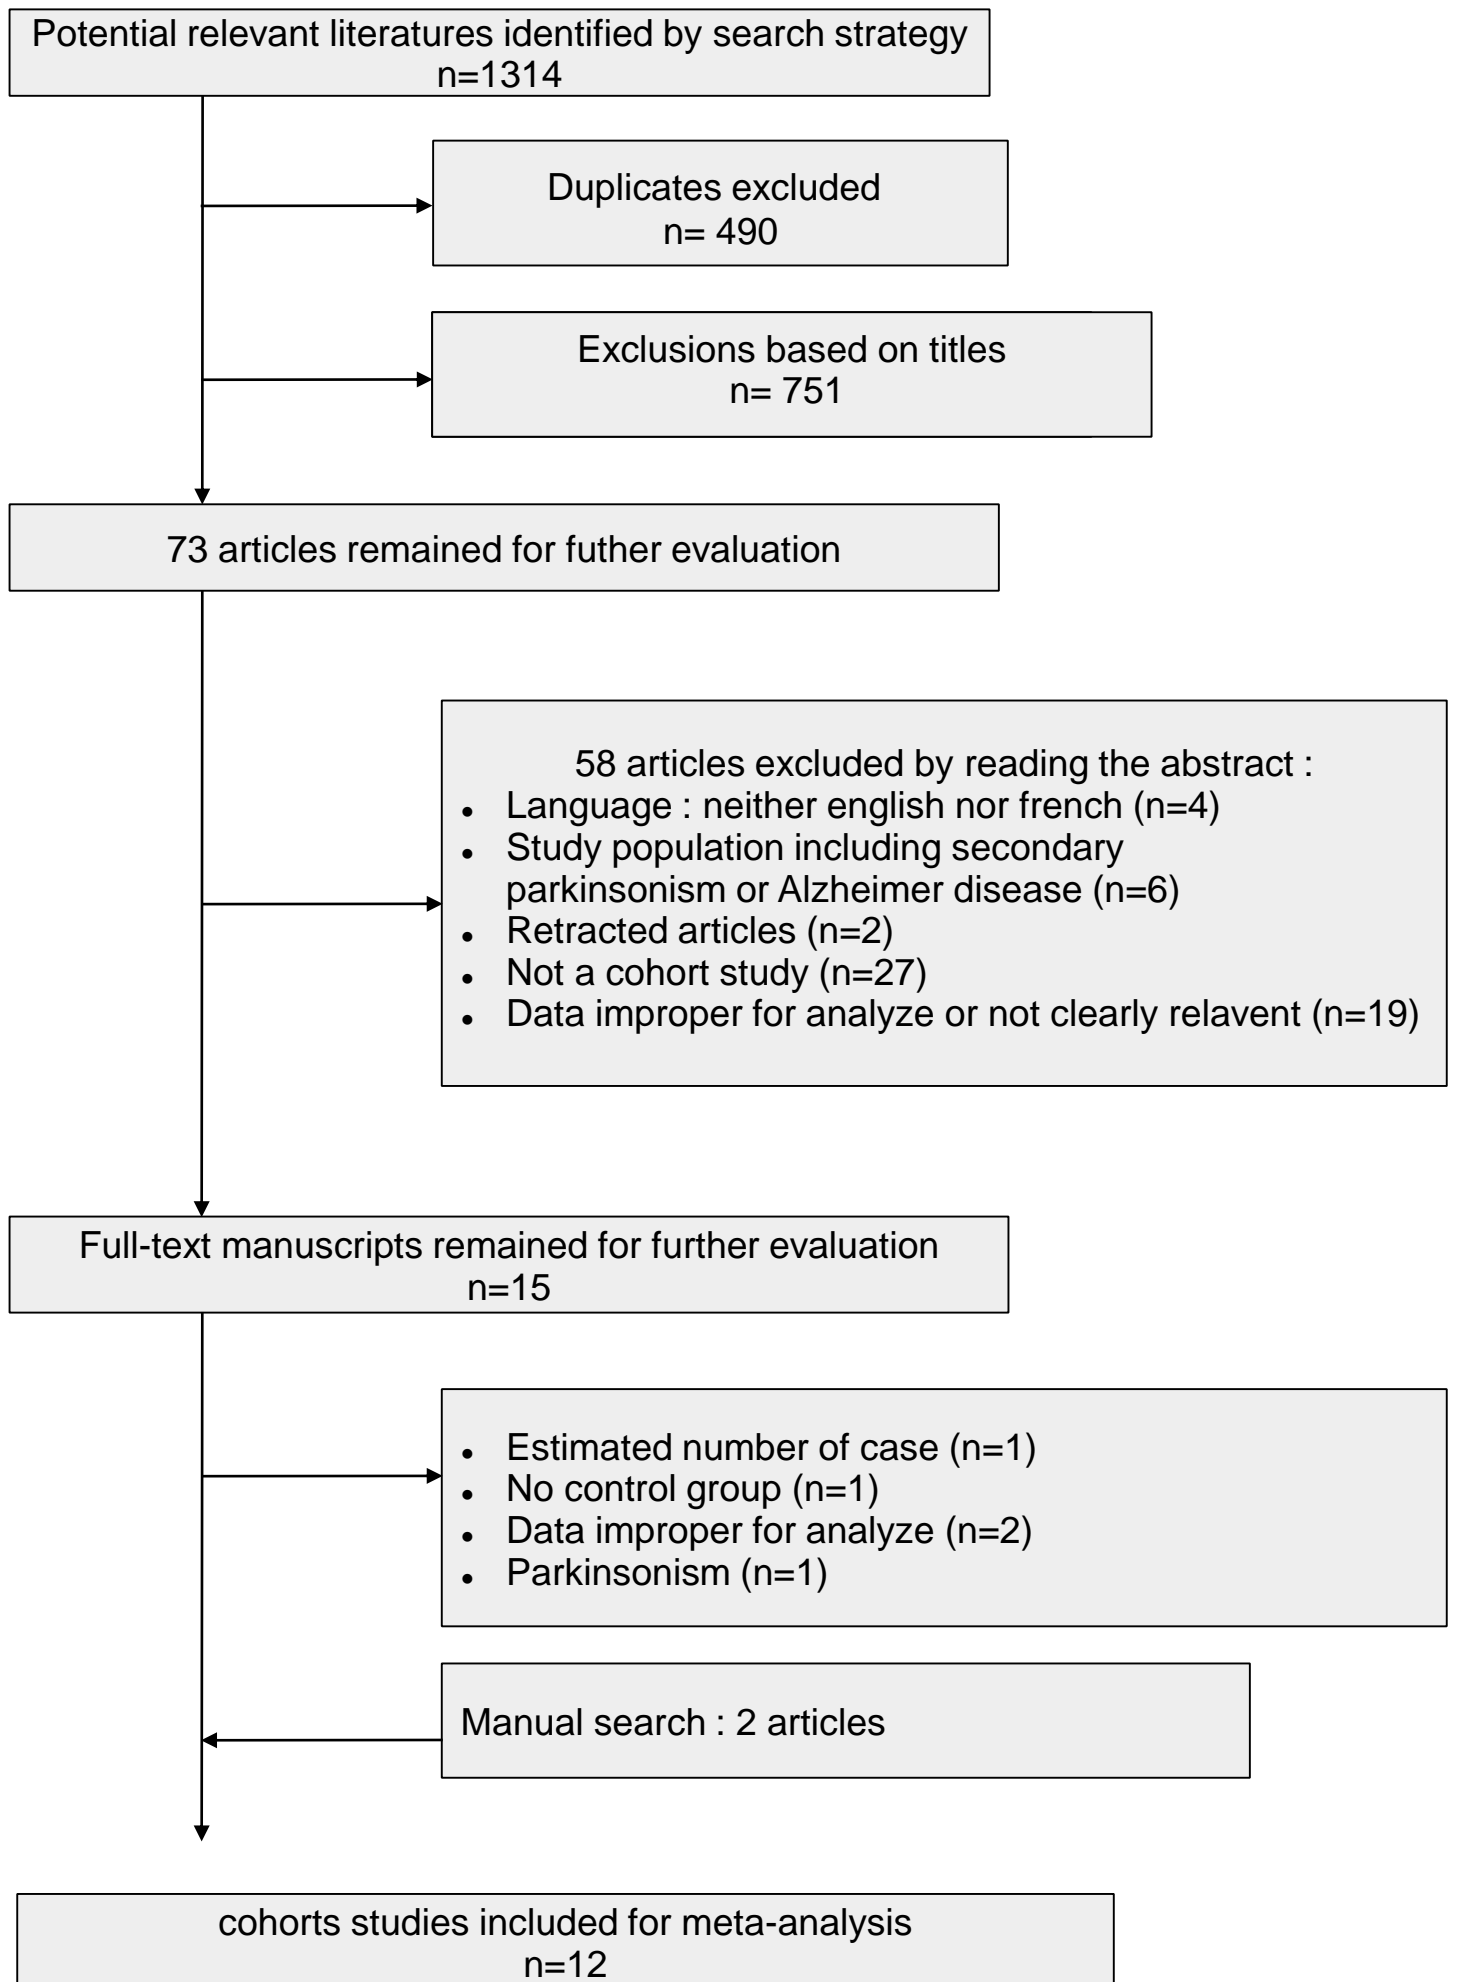 Potential relevant literatures identified by search strategy
n=1314
Duplicates excluded
n= 490
Exclusions based on titles
n= 751
73 articles remained for futher evaluation
58 articles excluded by reading the abstract :
• Language : neither english nor french (n=4)
• Study population including secondary
parkinsonism or Alzheimer disease (n=6)
• Retracted articles (n=2)
• Not a cohort study (n=27)
• Data improper for analyze or not clearly relavent (n=19)
Full-text manuscripts remained for further evaluation
n=15
• Estimated number of case (n=1)
• No control group (n=1)
• Data improper for analyze (n=2)
• Parkinsonism (n=1)
Manual search : 2 articles
cohorts studies included for meta-analysis
n=12